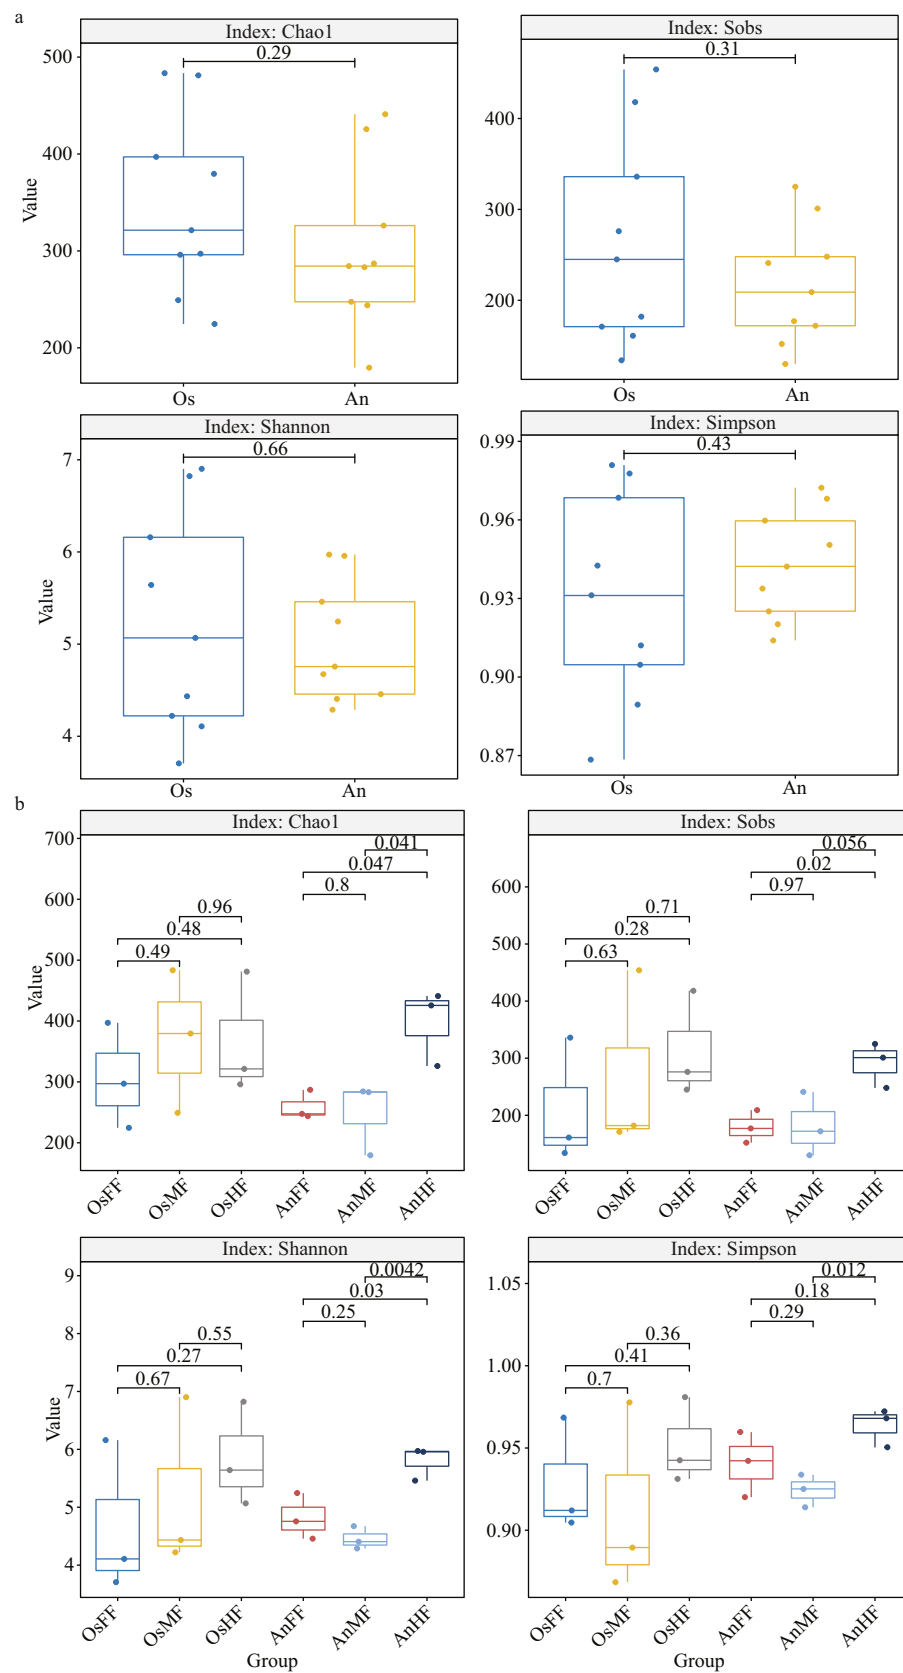 a
Index: Chao1
0.29
500
400
300
200
Value
Os
An
Index: Sobs
0.31
400
300
200
Os
An
Index: Shannon
0.66
7
6
5
4
Value
Os
An
Index: Simpson
0.43
0.99
0.96
0.93
0.90
0.87
Os
An
b
Index: Chao1
0.041
0.047
0.8
0.96
0.48
0.49
700
600
500
400
300
200
Value
OsFF
OsMF
OsHF
AnFF
AnMF
AnHF
Index: Sobs
0.056
0.02
0.97
0.71
0.28
0.63
600
500
400
300
200
OsFF
OsMF
OsHF
AnFF
AnMF
AnHF
Index: Shannon
0.0042
0.03
0.25
0.55
0.27
0.67
9
8
7
6
5
4
Value
OsFF
OsMF
OsHF
AnFF
AnMF
AnHF
Group
Index: Simpson
0.012
0.18
0.29
0.36
0.41
0.7
1.05
1.00
0.95
0.90
OsFF
OsMF
OsHF
AnFF
AnMF
AnHF
Group